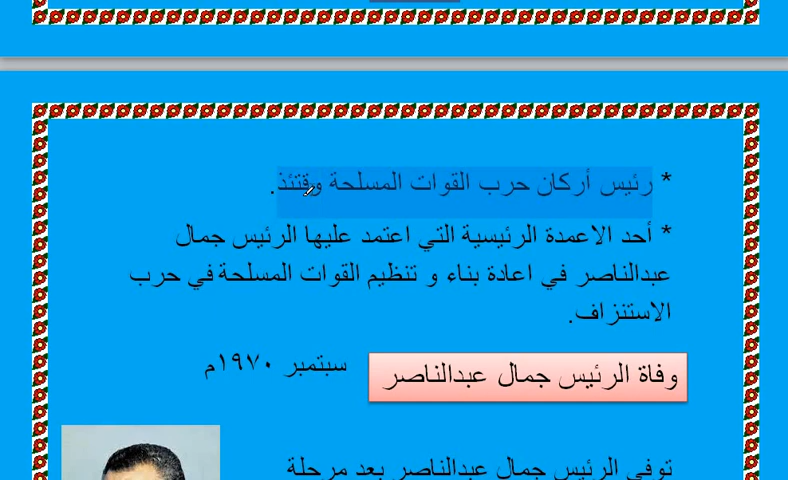 * رئيس أركان حرب القوات المسلحة وقتئذ.
* أحد الاعمدة الرئيسية التي اعتمد عليها الرئيس جمال
عبدالناصر في اعادة بناء و تنظيم القوات المسلحة في حرب
الاستنزاف.
وفاة الرئيس جمال عبدالناصر
سبتمبر ١٩٧٠م
توفي الرئيس جمال عبدالناصر بعد مرحلة